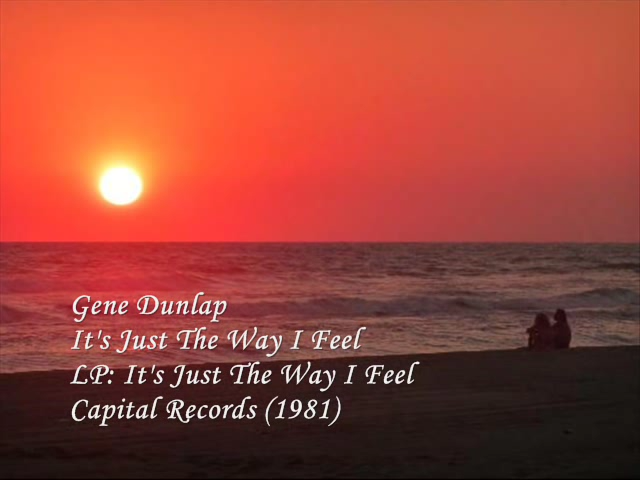 Gene Dunlap
It's Just The Way I Feel
LP: It's Just The Way I Feel
Capital Records (1981)